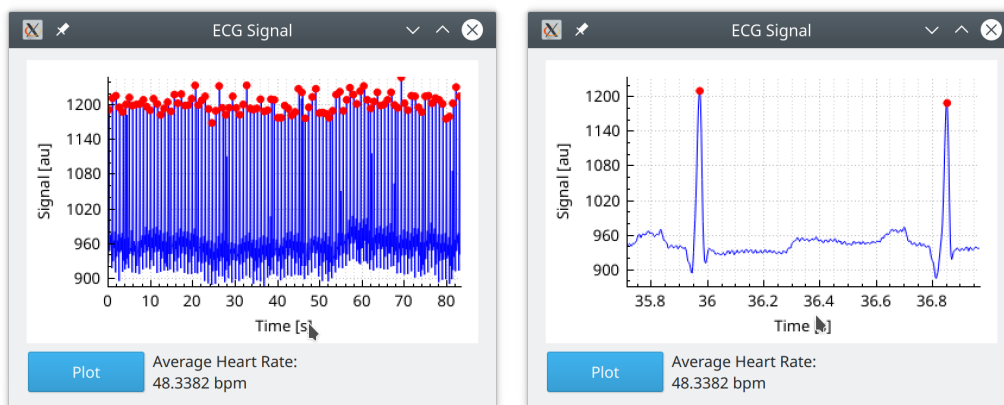 ECG Signal
1200
1140
1080
1020
960
900
Signal [au]
0 10 20 30 40 50 60 70 80
Time [s]
Plot
Average Heart Rate:
48.3382 bpm
ECG Signal
1200
1140
1080
1020
960
900
Signal [au]
35.8 36 36.2 36.4 36.6 36.8
Time [s]
Plot
Average Heart Rate:
48.3382 bpm